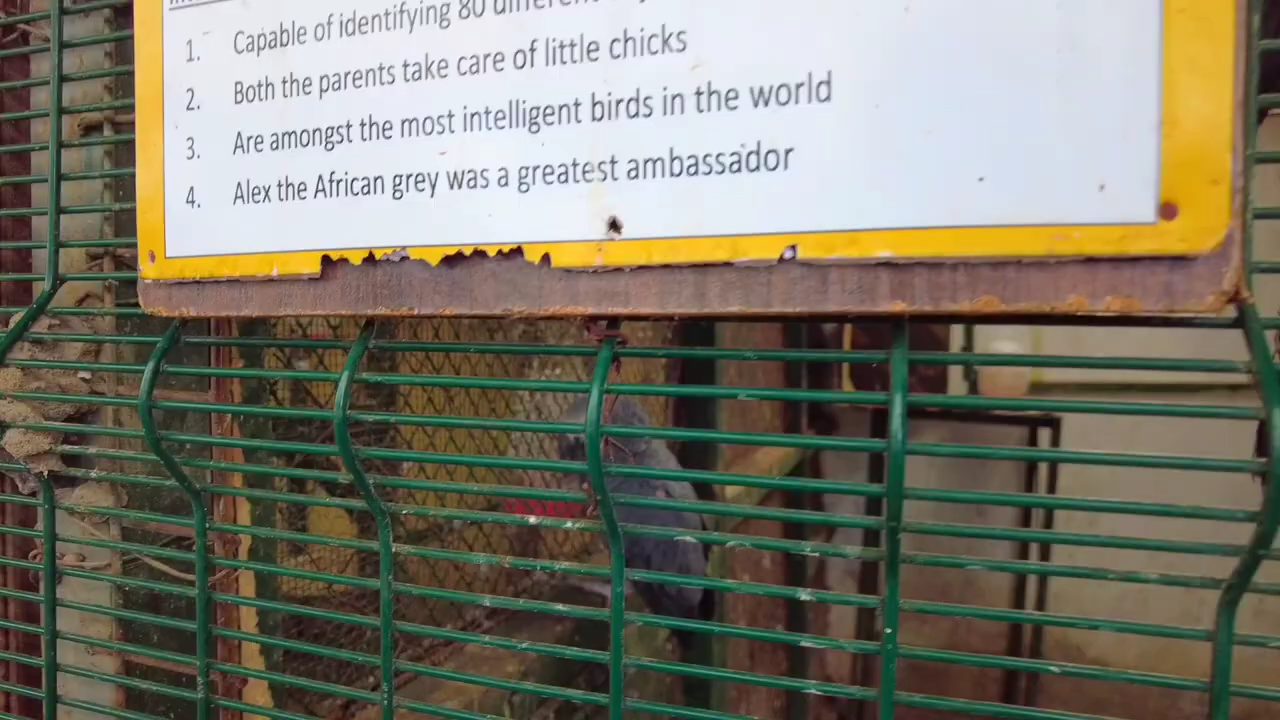 1. Capable of identifying 80 different
2. Both the parents take care of little chicks
3. Are amongst the most intelligent birds in the world
4. Alex the African grey was a greatest ambassador